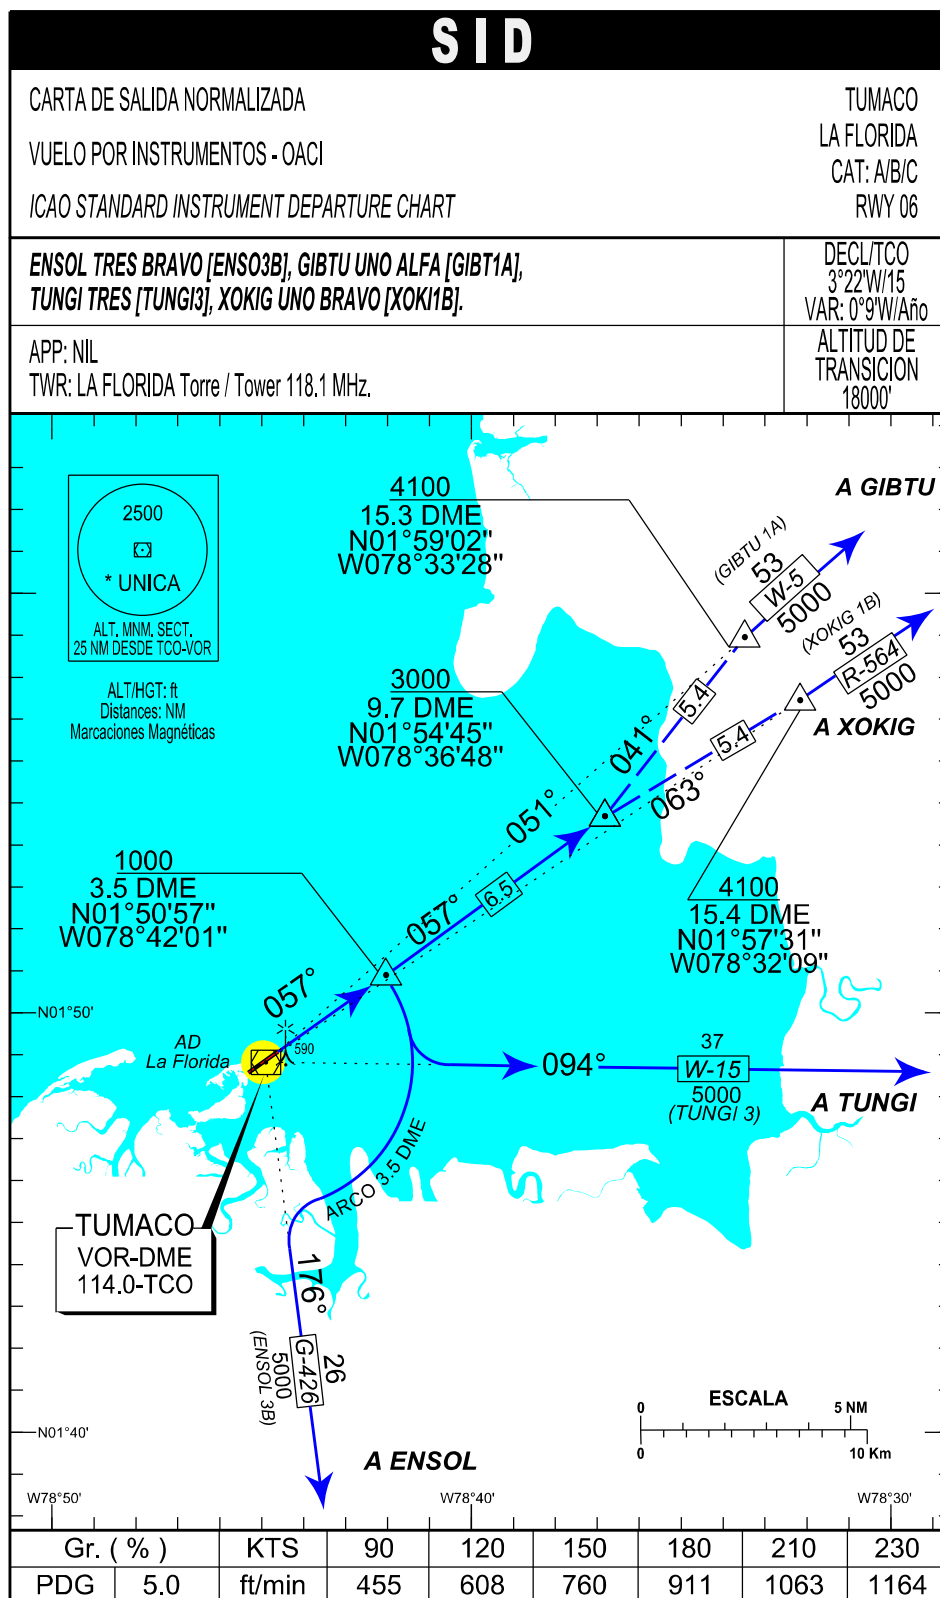 SID
CARTA DE SALIDA NORMALIZADA
VUELO POR INSTRUMENTOS - OACI
ICAO STANDARD INSTRUMENT DEPARTURE CHART
TUMACO
LA FLORIDA
CAT: A/B/C
RWY 06
ENSOL TRES BRAVO [ENSO3B], GIBTU UNO ALFA [GIBT1A],
TUNGI TRES [TUNGI3], XOKIG UNO BRAVO [XOKI1B].
DECL/TCO
3°22'W/15
VAR: 0°9'W/Año
APP: NIL
TWR: LA FLORIDA Torre / Tower 118.1 MHz.
ALTITUD DE
TRANSICION
18000'
2500
* UNICA
ALT. MNM. SECT.
25 NM DESDE TCO-VOR
ALT/HGT: ft
Distances: NM
Marcaciones Magnéticas
4100
15.3 DME
N01°59'02"
W078°33'28"
A GIBTU
(GIBTU 1A)
53
W-5
5000
(XOKIG 1B)
53
R-564
5000
A XOKIG
3000
9.7 DME
N01°54'45"
W078°36'48"
5.4
041°
5.4
063°
051°
1000
3.5 DME
N01°50'57"
W078°42'01"
6.5
057°
057°
4100
15.4 DME
N01°57'31"
W078°32'09"
N01°50'
AD
La Florida
590
094°
37
W-15
5000
(TUNGI 3)
A TUNGI
ARCO 3.5 DME
TUMACO
VOR-DME
114.0-TCO
176°
26
G-426
5000
(ENSOL 3B)
A ENSOL
N01°40'
ESCALA
0 5 NM
0 10 Km
W78°50' W78°40' W78°30'
Gr. ( % ) KTS 90 120 150 180 210 230
PDG 5.0 ft/min 455 608 760 911 1063 1164